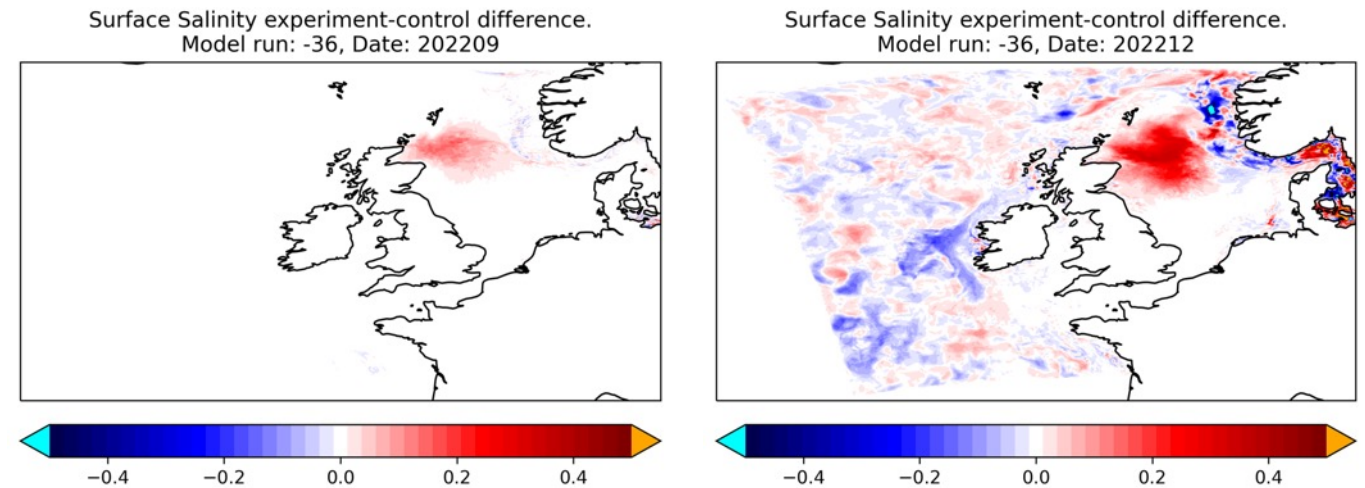 Surface Salinity experiment-control difference.
Model run: -36, Date: 202209
−0.4 −0.2 0.0 0.2 0.4
Surface Salinity experiment-control difference.
Model run: -36, Date: 202212
−0.4 −0.2 0.0 0.2 0.4